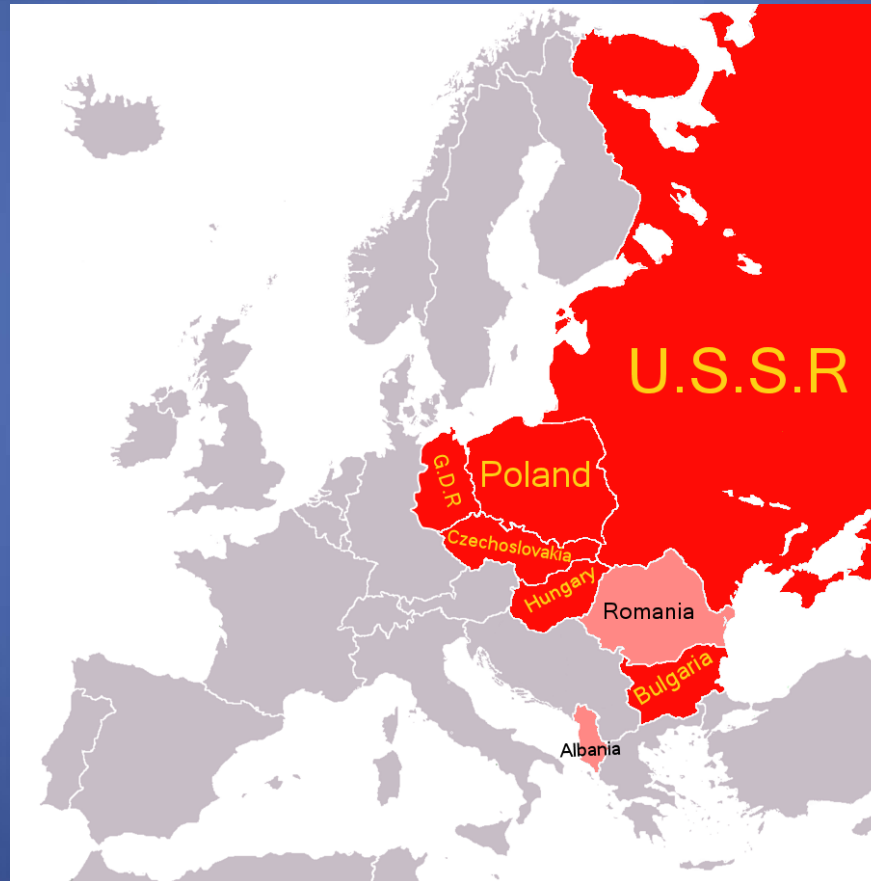 U.S.S.R
G.D.R
Poland
Czechoslovakia
Hungary
Romania
Bulgaria
Albania